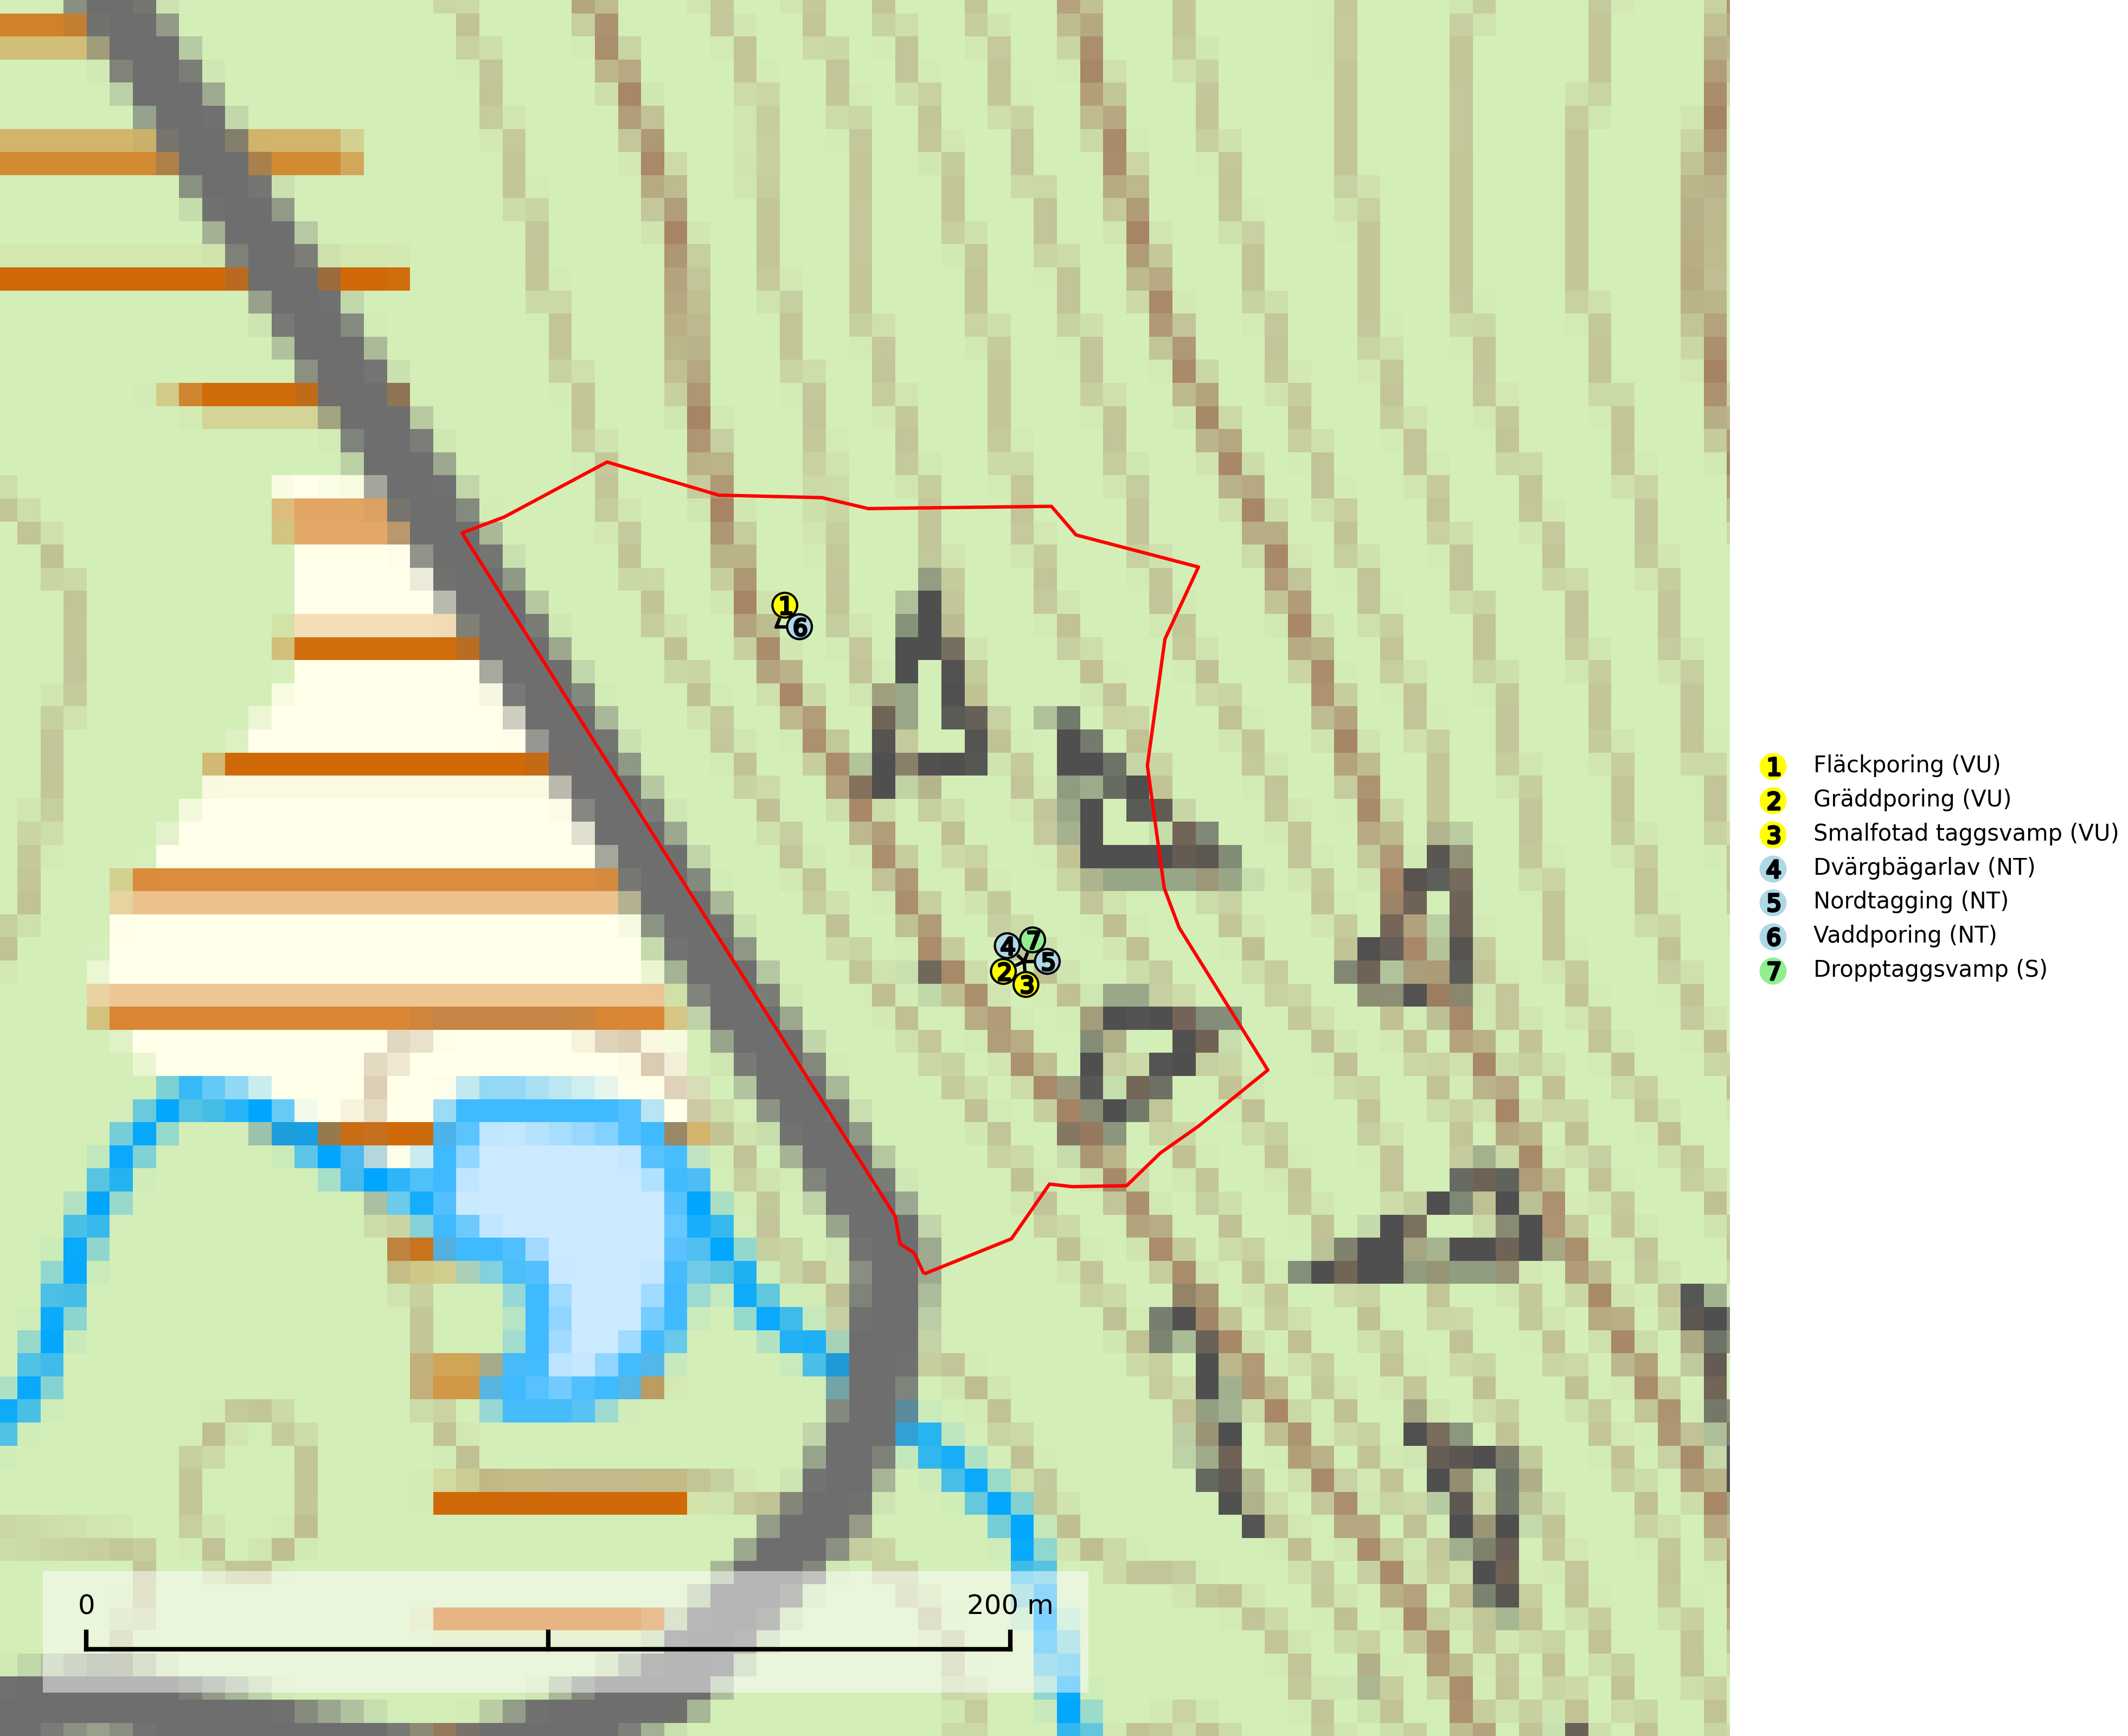 1
6
4
7
5
2
3
1 Fläckporing (VU)
2 Gräddporing (VU)
3 Smalfotad taggsvamp (VU)
4 Dvärgbägarlav (NT)
5 Nordtagging (NT)
6 Vaddporing (NT)
7 Dropptaggsvamp (S)
0 200 m